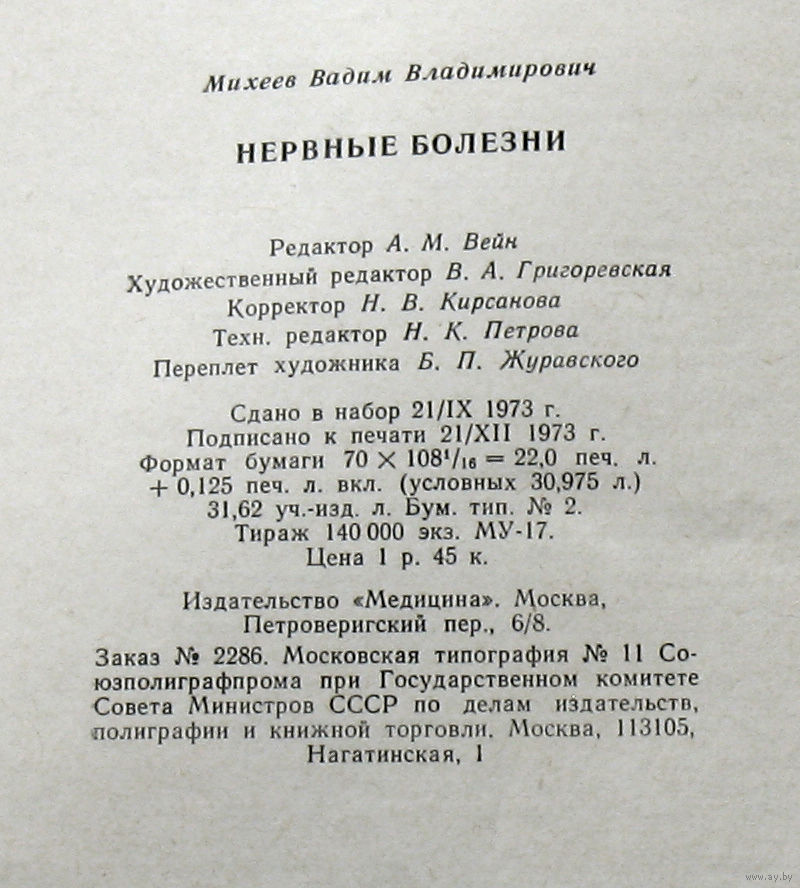 Михеев Вадим Владимирович
НЕРВНЫЕ БОЛЕЗНИ
Редактор А. М. Вейн
Художественный редактор В. А. Григоревская
Корректор Н. В. Кирсанова
Техн. редактор Н. К. Петрова
Переплет художника Б. П. Журавского
Сдано в набор 21/IX 1973 г.
Подписано к печати 21/XII 1973 г.
Формат бумаги 70 × 108¹/₁₆ = 22,0 печ. л.
+ 0,125 печ. л. вкл. (условных 30,975 л.)
31,62 уч.-изд. л. Бум. тип. № 2.
Тираж 140 000 экз. МУ-17.
Цена 1 р. 45 к.
Издательство «Медицина». Москва,
Петроверигский пер., 6/8.
Заказ № 2286. Московская типография № 11 Со-
юзполиграфпрома при Государственном комитете
Совета Министров СССР по делам издательств,
полиграфии и книжной торговли. Москва, 113105,
Нагатинская, 1
www.ay.by